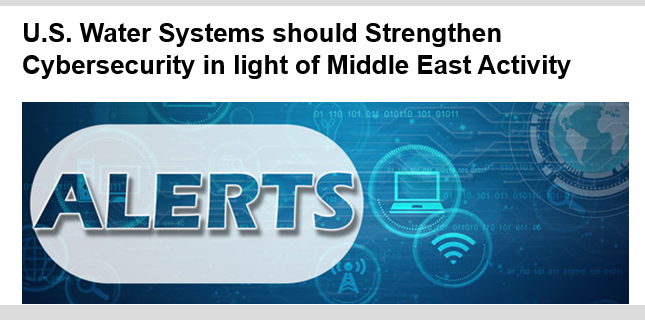 U.S. Water Systems should Strengthen
Cybersecurity in light of Middle East Activity
ALERTS